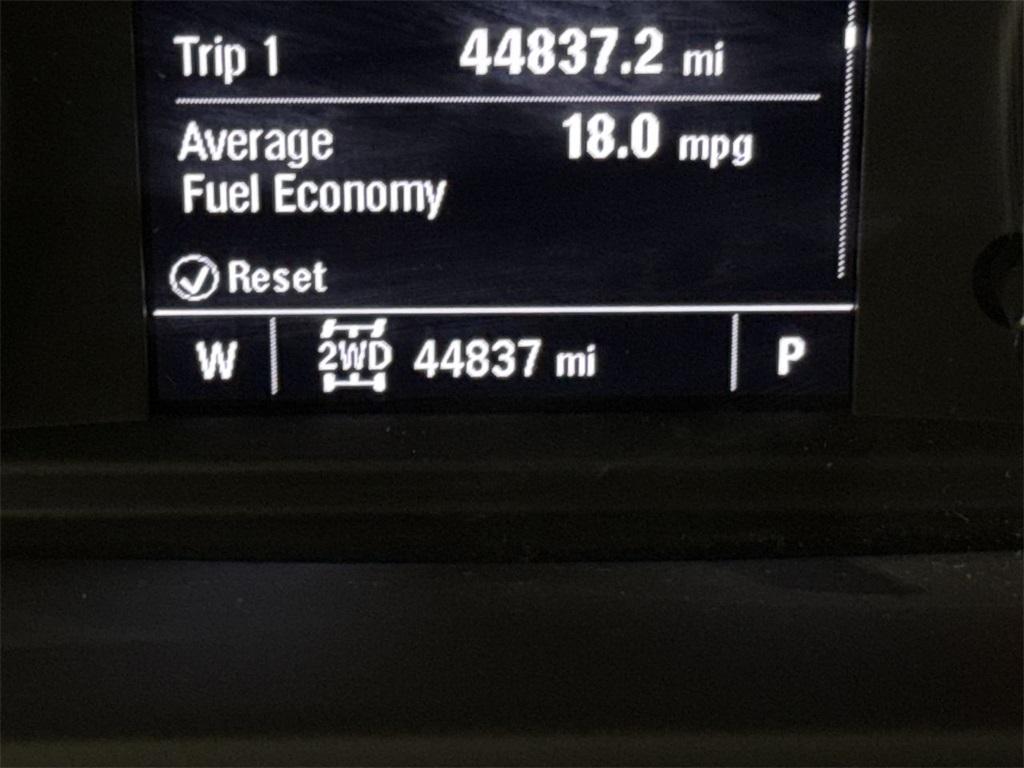 Trip 1 44837.2 mi
Average 18.0 mpg
Fuel Economy
Reset
W 2WD 44837 mi P